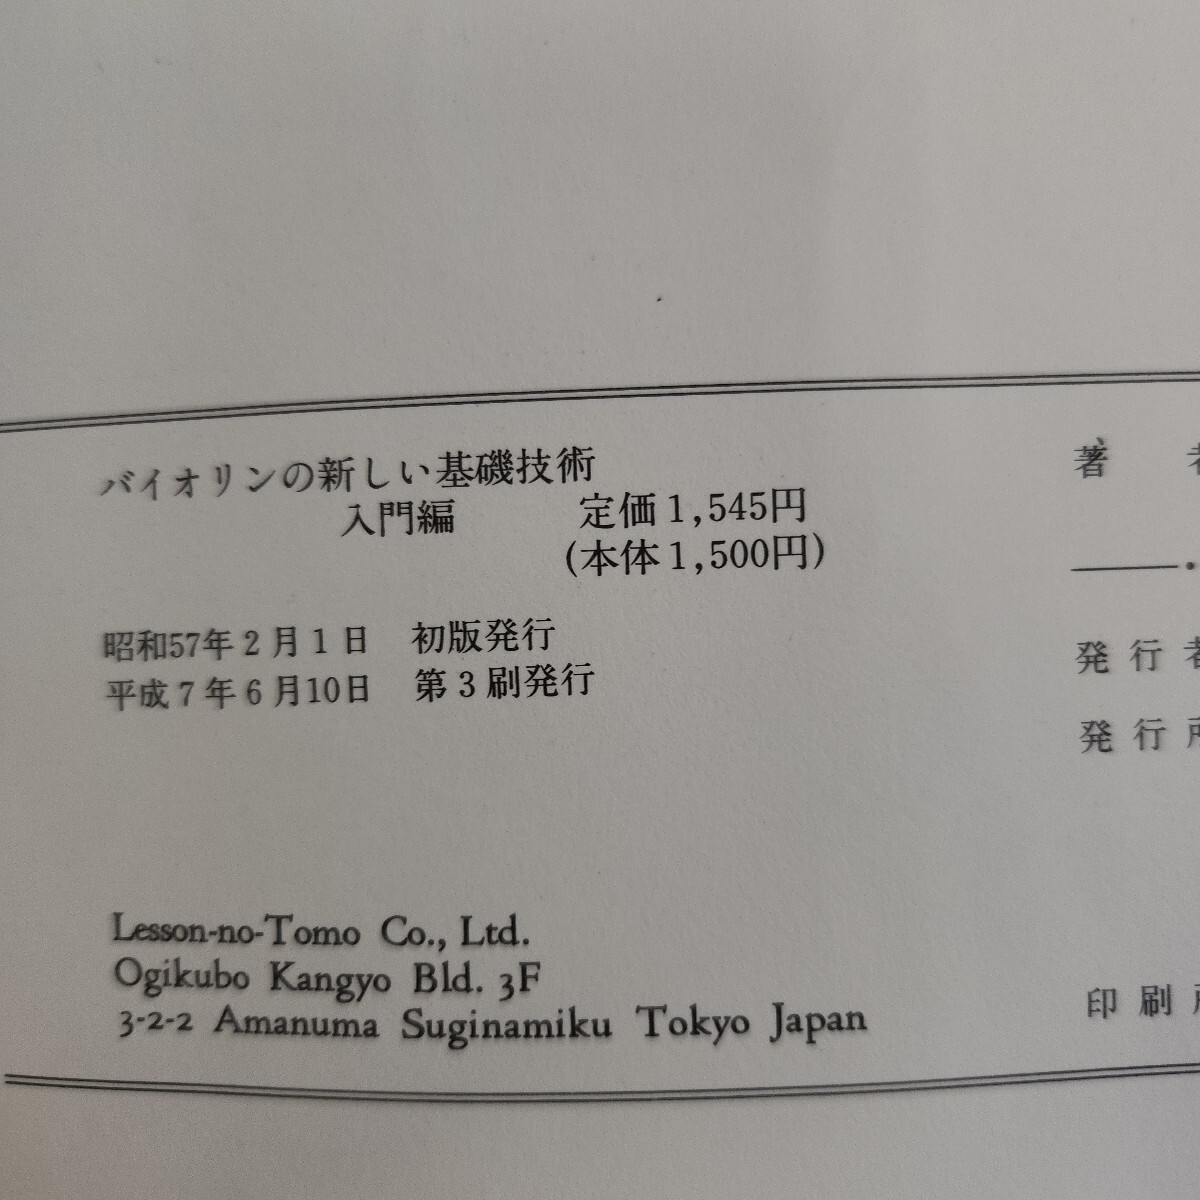 バイオリンの新しい基礎技術
入門編 定価1,545円
(本体1,500円)
昭和57年2月1日 初版発行
平成7年6月10日 第3刷発行
Lesson-no-Tomo Co., Ltd.
Ogikubo Kangyo Bld. 3F
3-2-2 Amanuma Suginamiku Tokyo Japan
著
発行者
発行
印刷